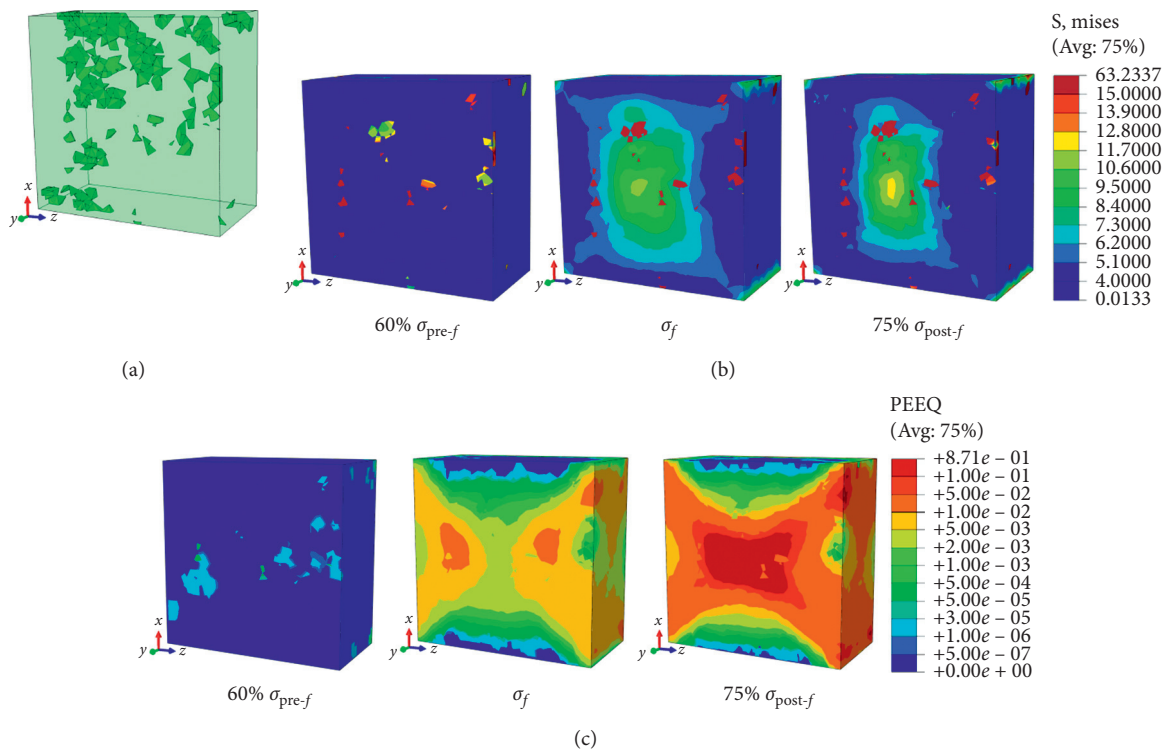 x
y
z
(a)
S, mises
(Avg: 75%)
63.2337
15.0000
13.9000
12.8000
11.7000
10.6000
9.5000
8.4000
7.3000
6.2000
5.1000
4.0000
0.0133
x
y
z
60% σpre-f
x
y
z
σf
x
y
z
75% σpost-f
(b)
PEEQ
(Avg: 75%)
+8.71e – 01
+1.00e – 01
+5.00e – 02
+1.00e – 02
+5.00e – 03
+2.00e – 03
+1.00e – 03
+5.00e – 04
+5.00e – 05
+3.00e – 05
+1.00e – 06
+5.00e – 07
+0.00e + 00
x
y
z
60% σpre-f
x
y
z
σf
x
y
z
75% σpost-f
(c)